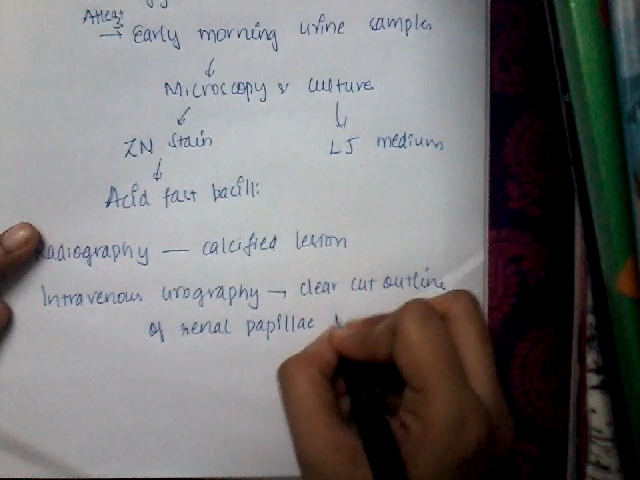 Atleast
→ Early morning urine samples
↓
Microscopy & culture
↓ ↓
ZN stain LJ medium
↓
Acid fast bacilli
Radiography — calcified lesion
Intravenous urography → clear cut outline
of renal papillae